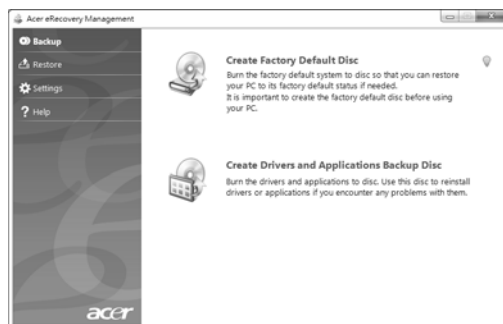 Acer eRecovery Management
Backup
Restore
Settings
Help
Create Factory Default Disc
Burn the factory default system to disc so that you can restore
your PC to its factory default status if needed.
It is important to create the factory default disc before using
your PC.
Create Drivers and Applications Backup Disc
Burn the drivers and applications to disc. Use this disc to reinstall
drivers or applications if you encounter any problems with them.
acer